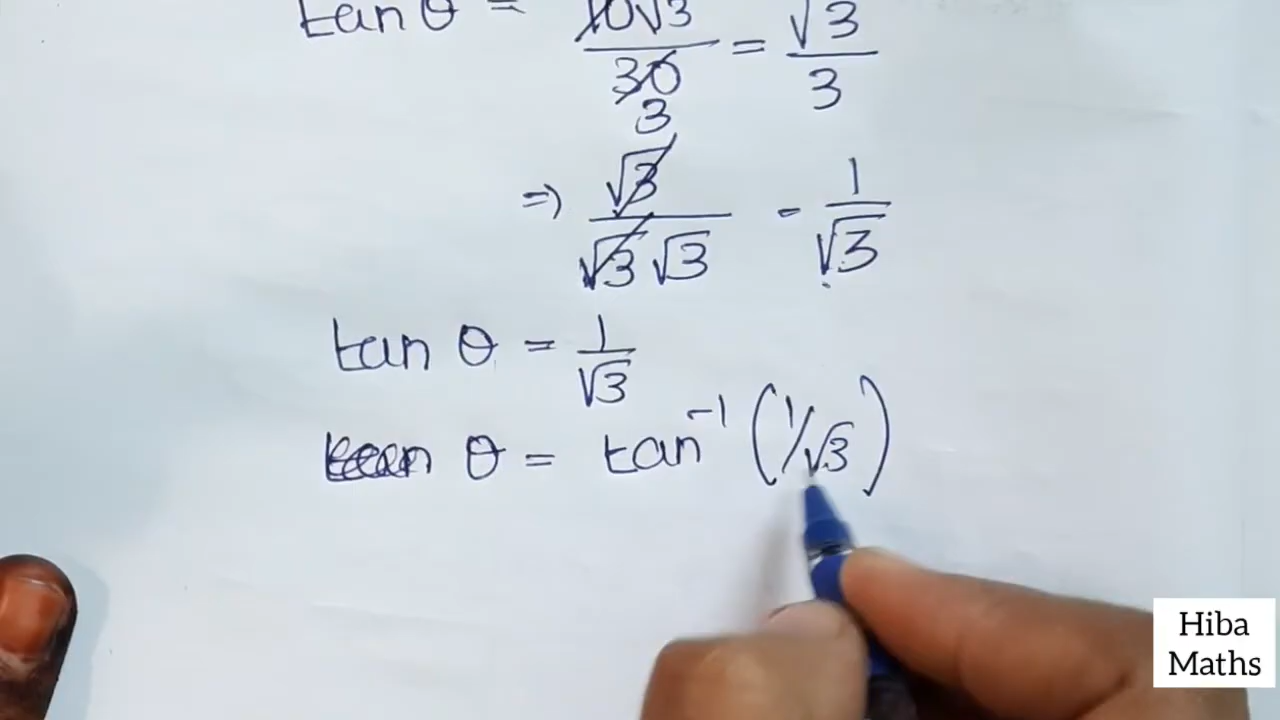 tan θ = 10√3/30 = √3/3
3
=> √3/√3√3 - 1/√3
tan θ = 1/√3
θ = tan⁻¹ (1/√3)
Hiba
Maths